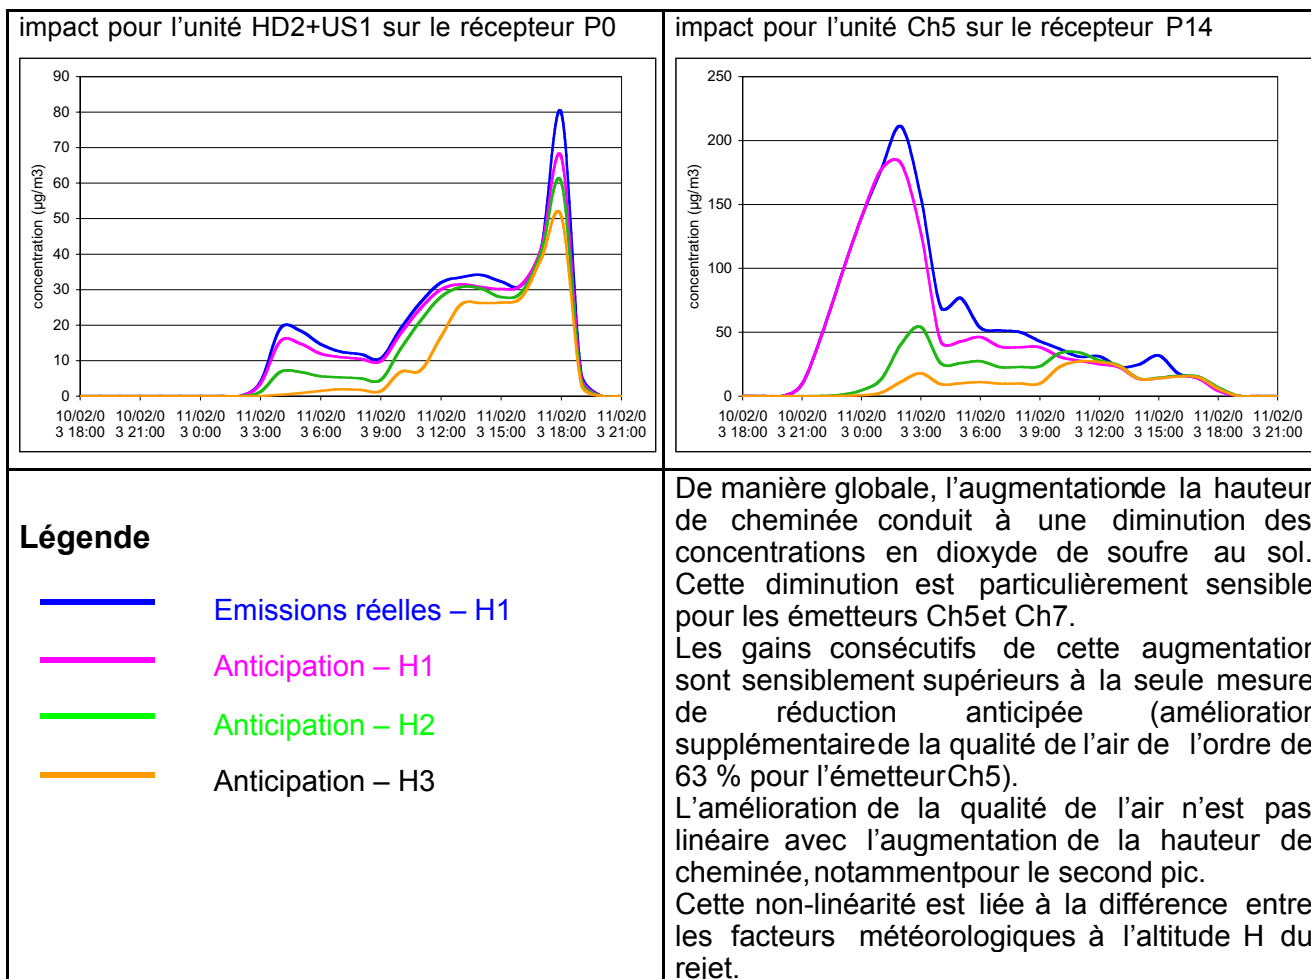 impact pour l’unité HD2+US1 sur le récepteur P0
concentration (µg/m3)
90
80
70
60
50
40
30
20
10
0
10/02/0 10/02/0 11/02/0 11/02/0 11/02/0 11/02/0 11/02/0 11/02/0 11/02/0 11/02/0
3 18:00 3 21:00 3 0:00 3 3:00 3 6:00 3 9:00 3 12:00 3 15:00 3 18:00 3 21:00
impact pour l’unité Ch5 sur le récepteur P14
concentration (µg/m3)
250
200
150
100
50
0
10/02/0 10/02/0 11/02/0 11/02/0 11/02/0 11/02/0 11/02/0 11/02/0 11/02/0 11/02/0
3 18:00 3 21:00 3 0:00 3 3:00 3 6:00 3 9:00 3 12:00 3 15:00 3 18:00 3 21:00
Légende
Emissions réelles – H1
Anticipation – H1
Anticipation – H2
Anticipation – H3
De manière globale, l’augmentationde la hauteur
de cheminée conduit à une diminution des
concentrations en dioxyde de soufre au sol.
Cette diminution est particulièrement sensible
pour les émetteurs Ch5et Ch7.
Les gains consécutifs de cette augmentation
sont sensiblement supérieurs à la seule mesure
de réduction anticipée (amélioration
supplémentairede la qualité de l’air de l’ordre de
63 % pour l’émetteurCh5).
L’amélioration de la qualité de l’air n’est pas
linéaire avec l’augmentation de la hauteur de
cheminée,notammentpour le second pic.
Cette non-linéarité est liée à la différence entre
les facteurs météorologiques à l’altitude H du
rejet.